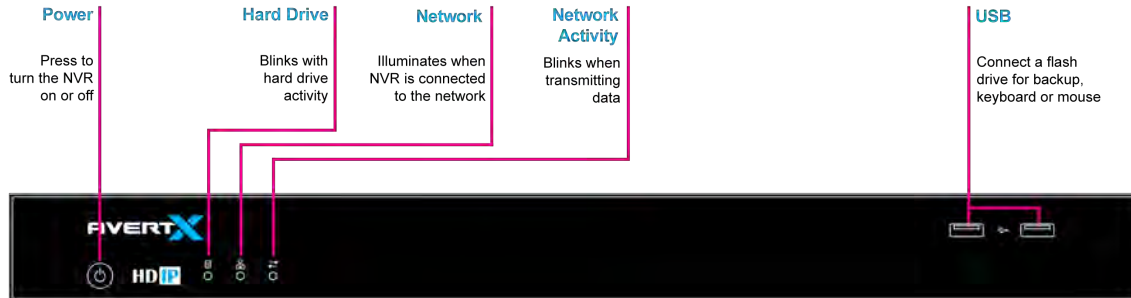 Power
Press to
turn the NVR
on or off
Hard Drive
Blinks with
hard drive
activity
Network
Illuminates when
NVR is connected
to the network
Network
Activity
Blinks when
transmitting
data
USB
Connect a flash
drive for backup,
keyboard or mouse
AVERTX
HD IP